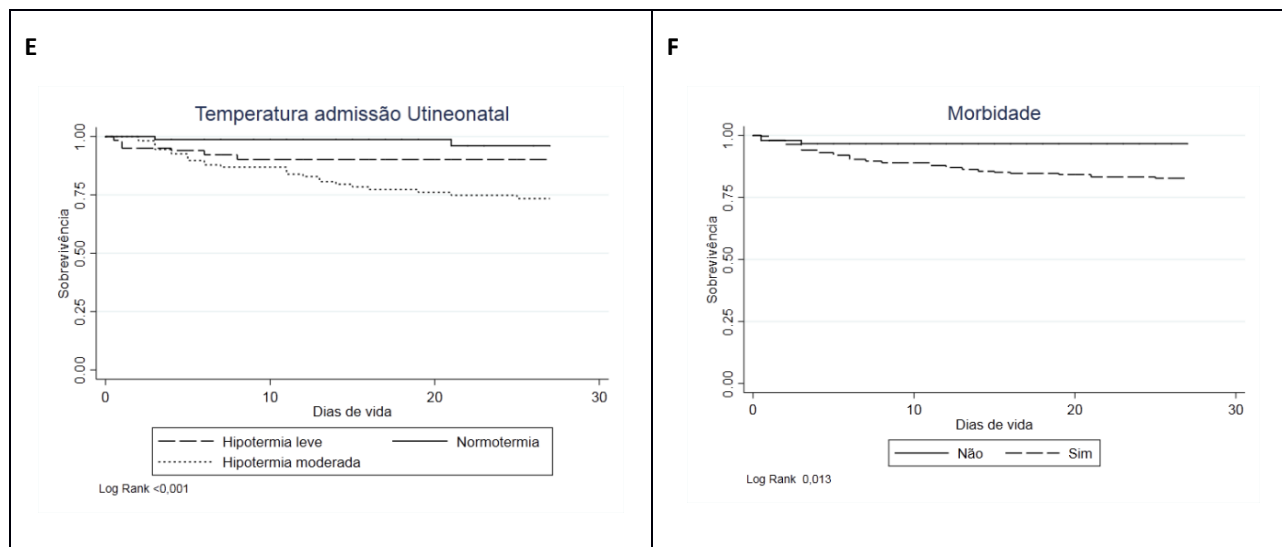 E
Temperatura admissão Utineonatal
1.00
0.75
0.50
0.25
0.00
Sobrevivência
0 10 20 30
Dias de vida
Hipotermia leve Normotermia
Hipotermia moderada
Log Rank <0,001
F
Morbidade
1.00
0.75
0.50
0.25
0.00
Sobrevivência
0 10 20 30
Dias de vida
Não Sim
Log Rank 0,013